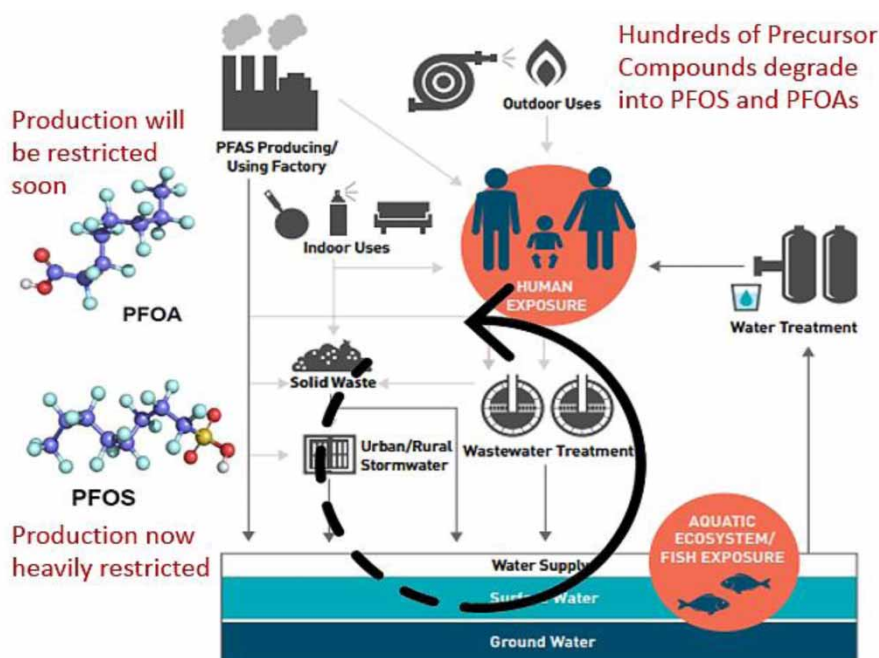 Hundreds of Precursor
Compounds degrade
into PFOS and PFOAs
Outdoor Uses
Production will
be restricted
soon
PFAS Producing/
Using Factory
Indoor Uses
HUMAN
EXPOSURE
PFOA
Water Treatment
Solid Waste
Urban/Rural
Stormwater
Wastewater Treatment
PFOS
Production now
heavily restricted
AQUATIC
ECOSYSTEM/
FISH EXPOSURE
Water Supply
Surface Water
Ground Water